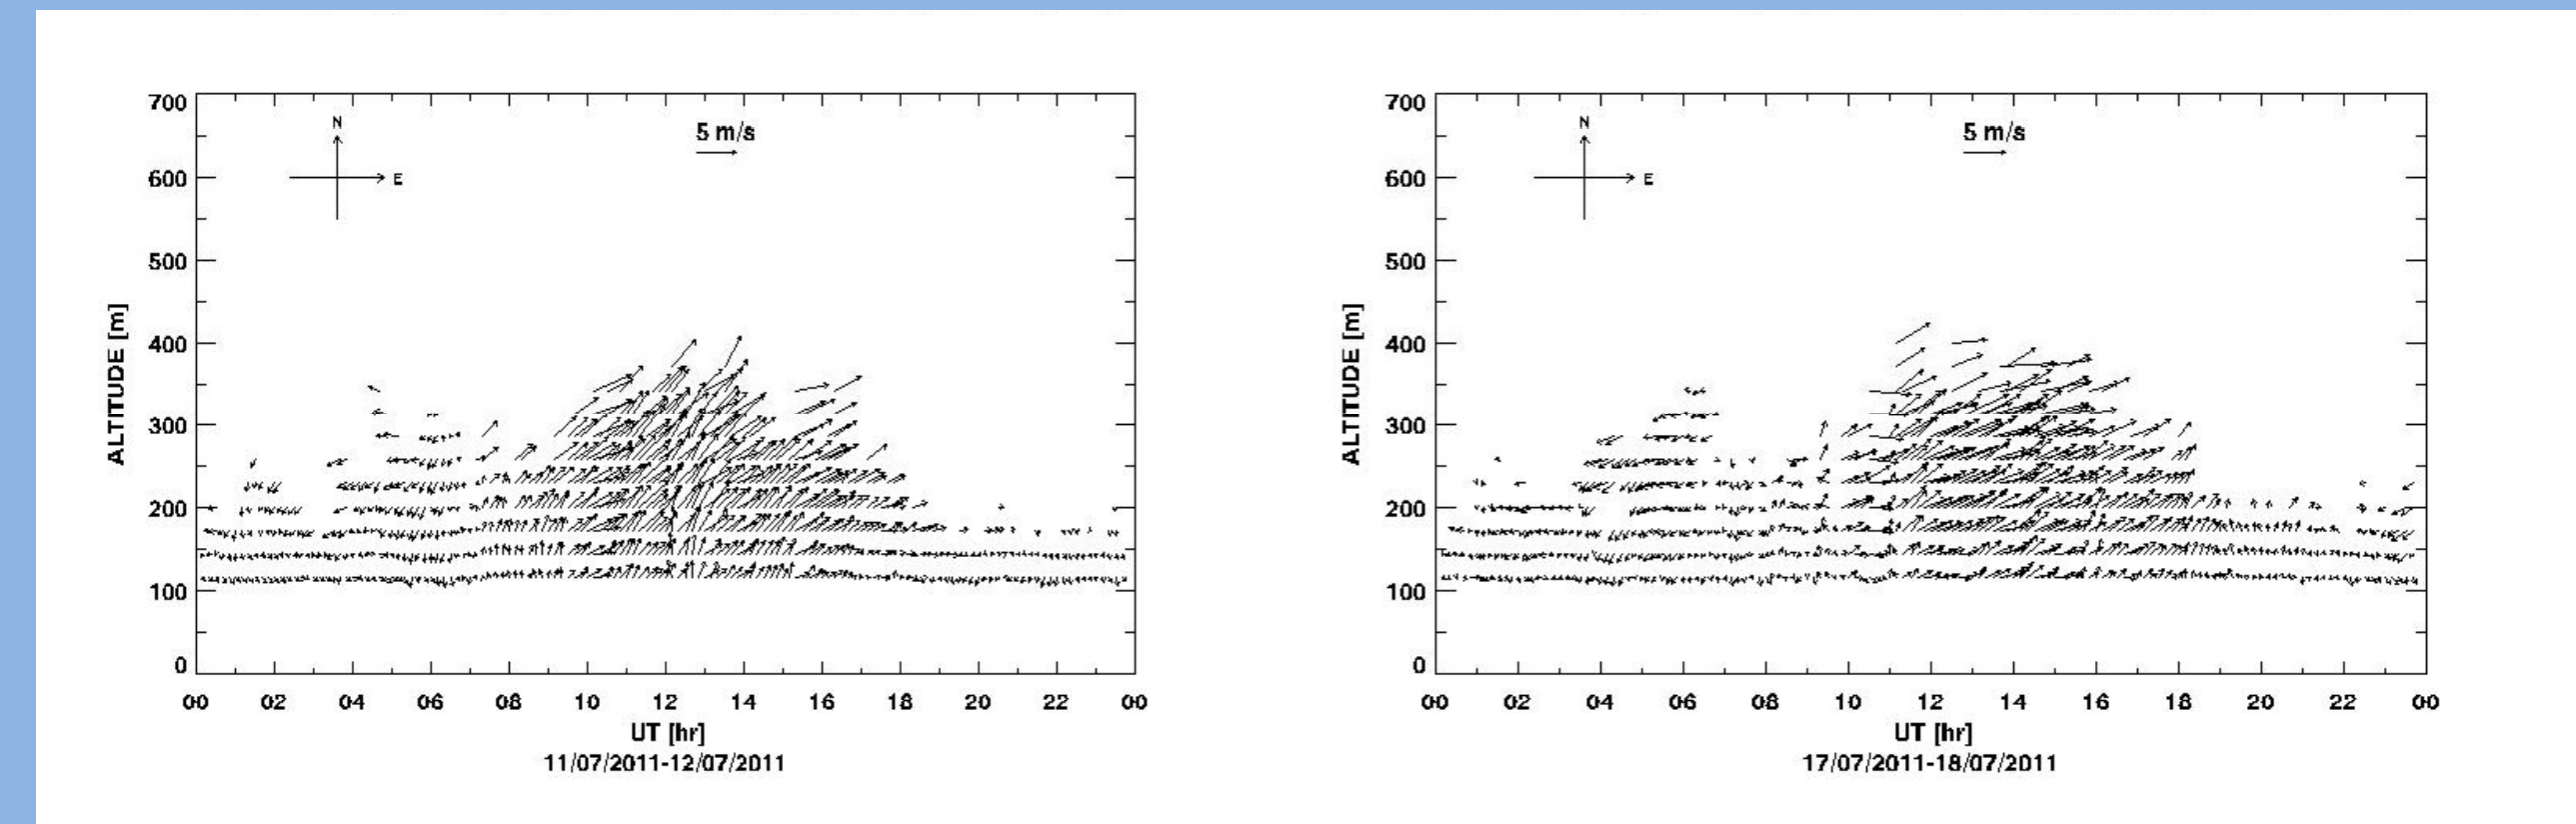 700
600
500
400
300
200
100
0
ALTITUDE [m]
N
E
5 m/s
00 02 04 06 08 10 12 14 16 18 20 22 00
UT [hr]
11/07/2011-12/07/2011
700
600
500
400
300
200
100
0
ALTITUDE [m]
N
E
5 m/s
00 02 04 06 08 10 12 14 16 18 20 22 00
UT [hr]
17/07/2011-18/07/2011